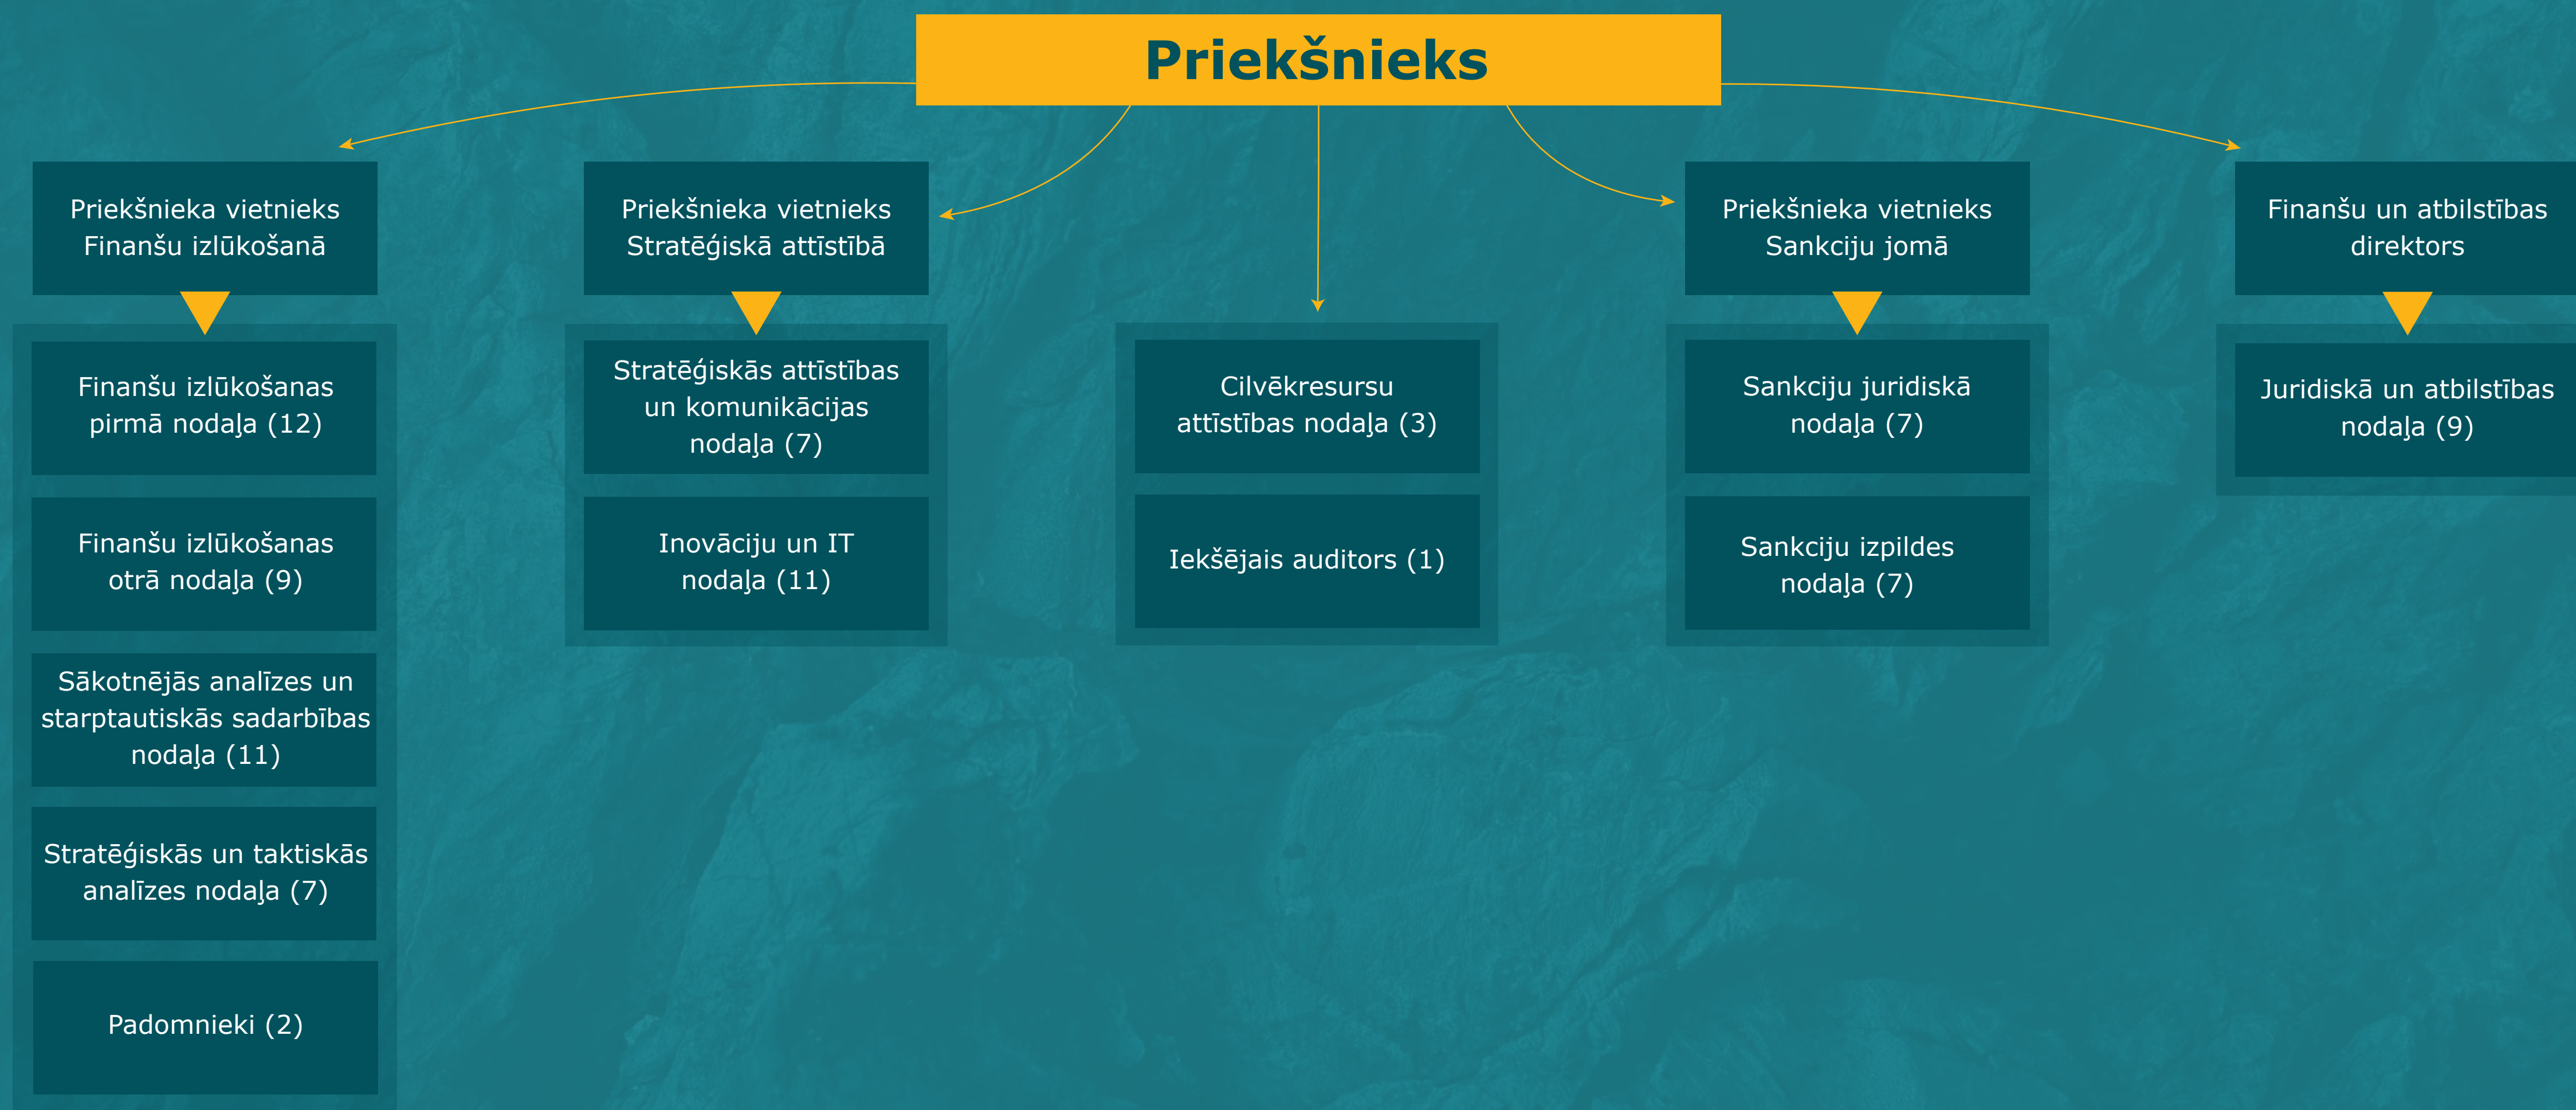 Priekšnieks
Priekšnieka vietnieks
Finanšu izlūkošanā
Finanšu izlūkošanas
pirmā nodaļa (12)
Finanšu izlūkošanas
otrā nodaļa (9)
Sākotnējās analīzes un
starptautiskās sadarbības
nodaļa (11)
Stratēģiskās un taktiskās
analīzes nodaļa (7)
Padomnieki (2)
Priekšnieka vietnieks
Stratēģiskā attīstībā
Stratēģiskās attīstības
un komunikācijas
nodaļa (7)
Inovāciju un IT
nodaļa (11)
Cilvēkresursu
attīstības nodaļa (3)
Iekšējais auditors (1)
Priekšnieka vietnieks
Sankciju jomā
Sankciju juridiskā
nodaļa (7)
Sankciju izpildes
nodaļa (7)
Finanšu un atbilstības
direktors
Juridiskā un atbilstības
nodaļa (9)